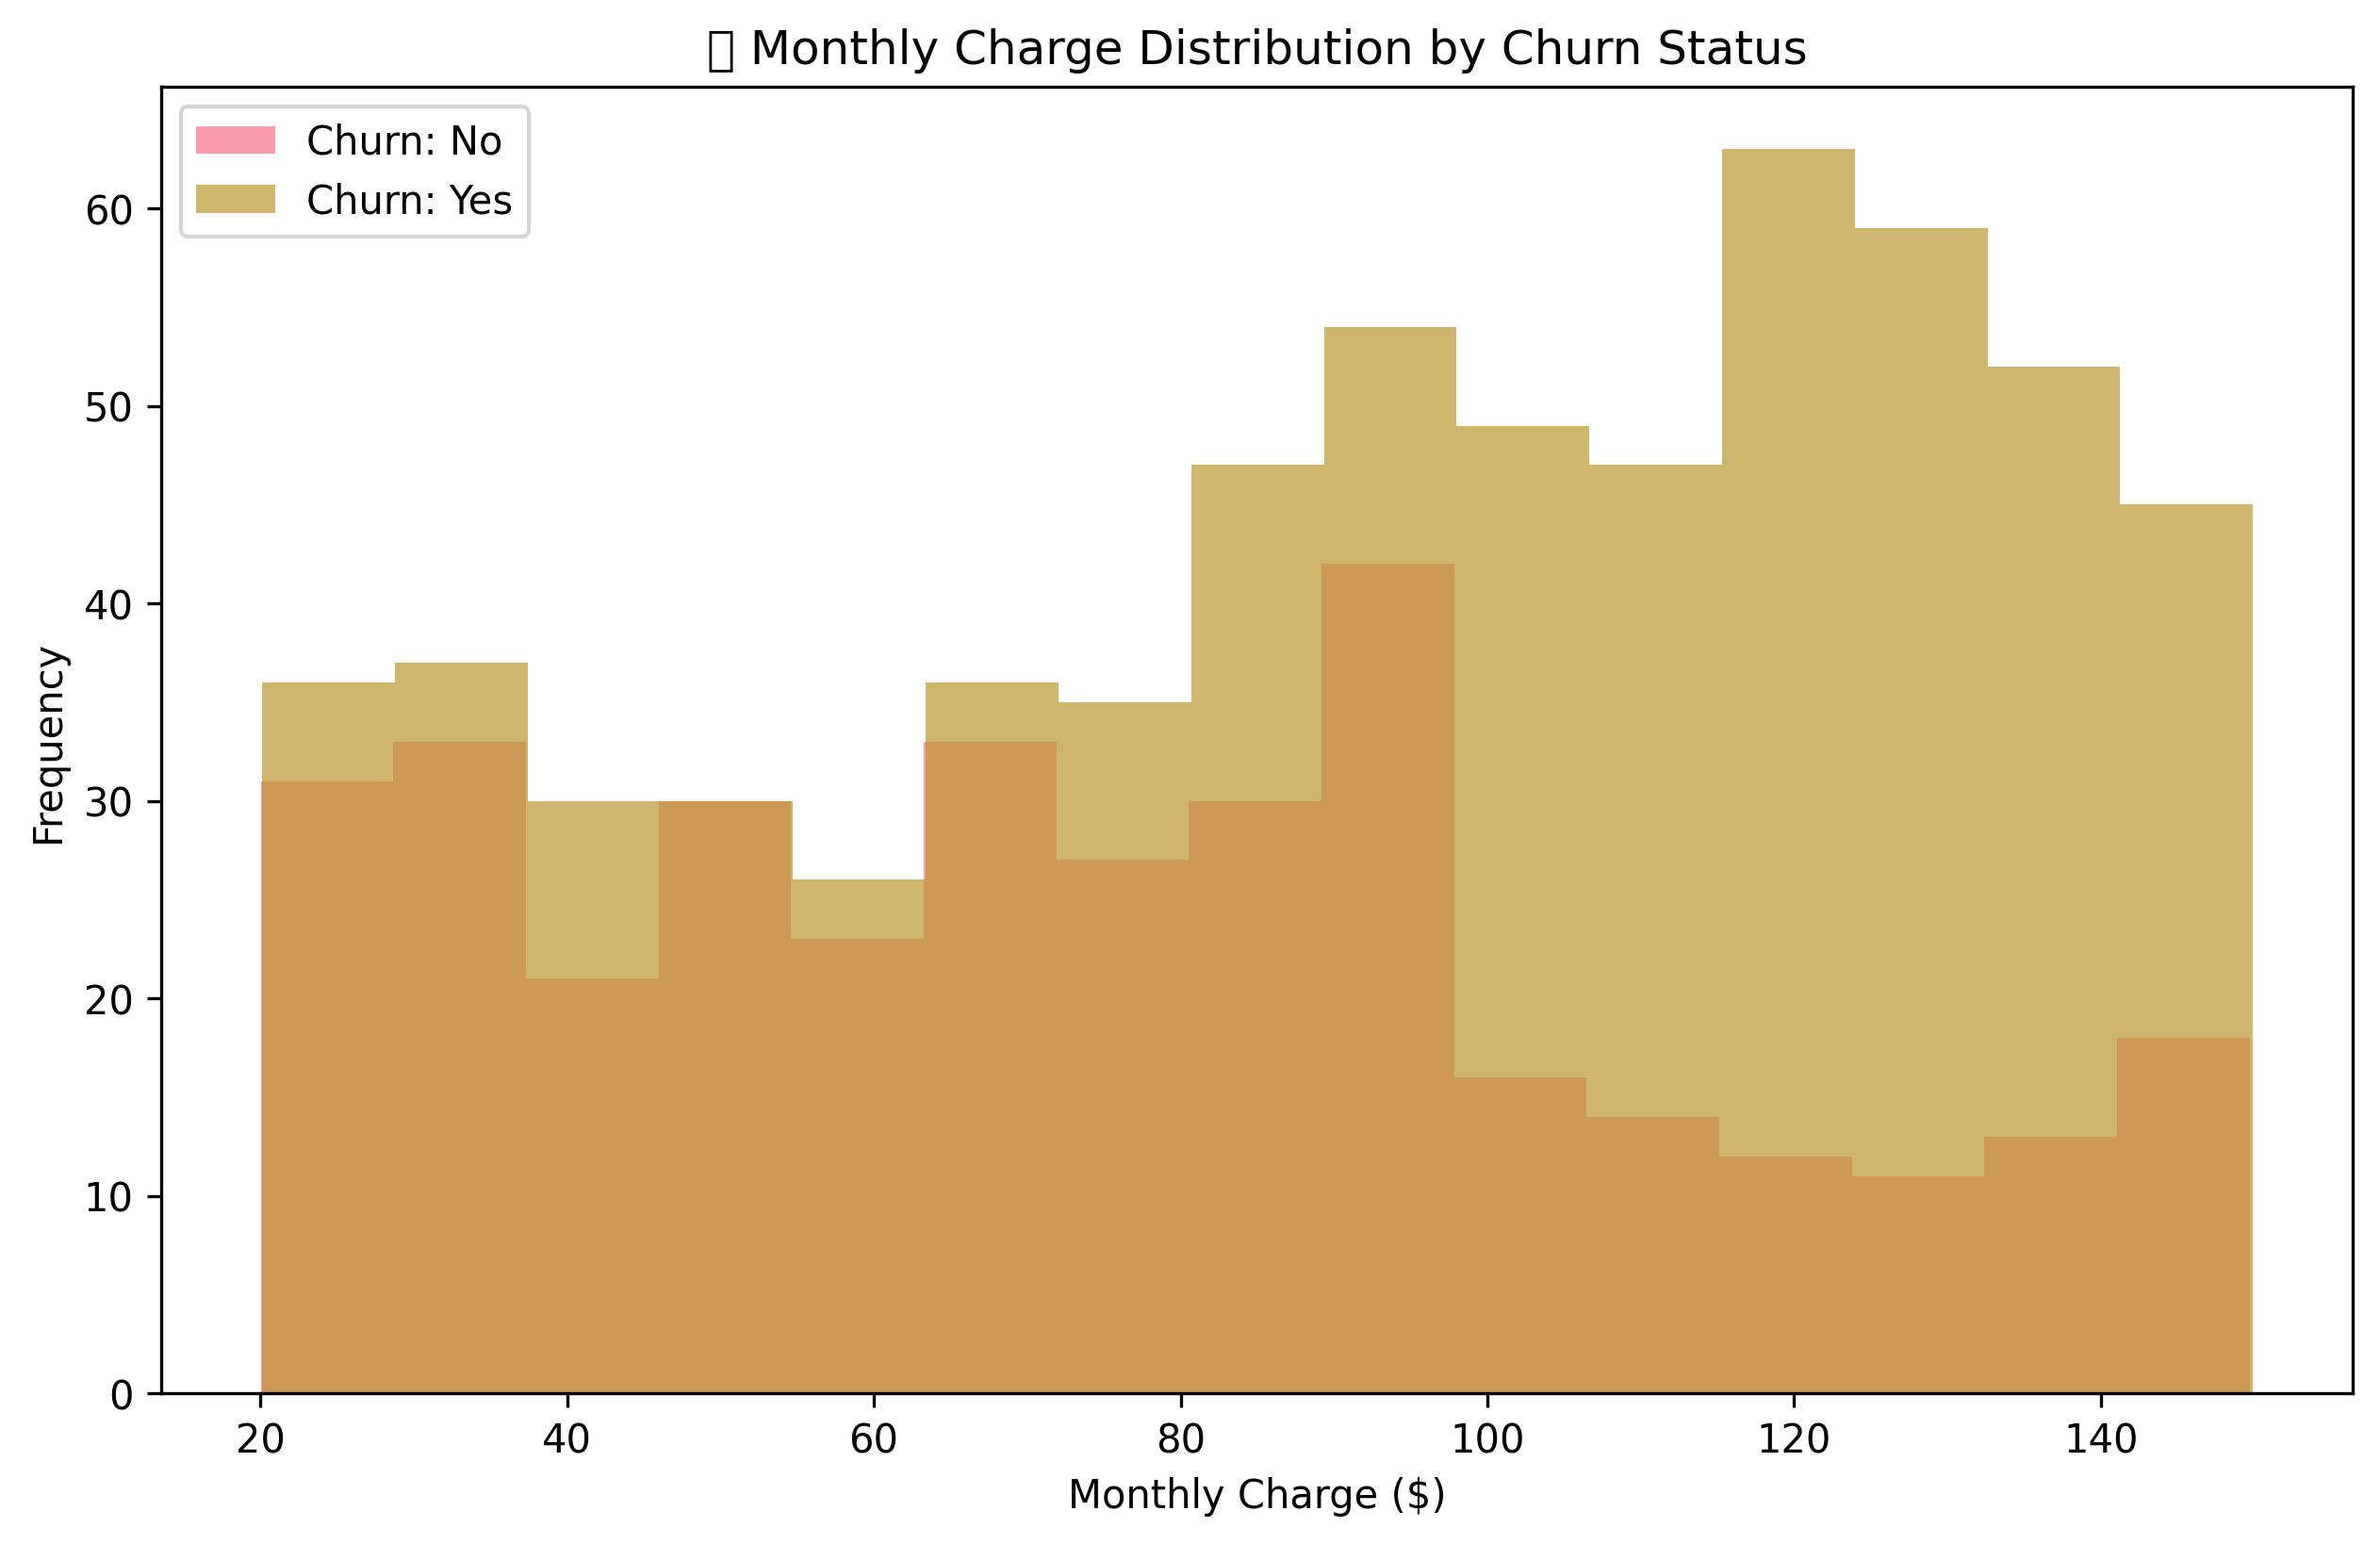 ▯ Monthly Charge Distribution by Churn Status
Churn: No
Churn: Yes
Frequency
60
50
40
30
20
10
0
20 40 60 80 100 120 140
Monthly Charge ($)